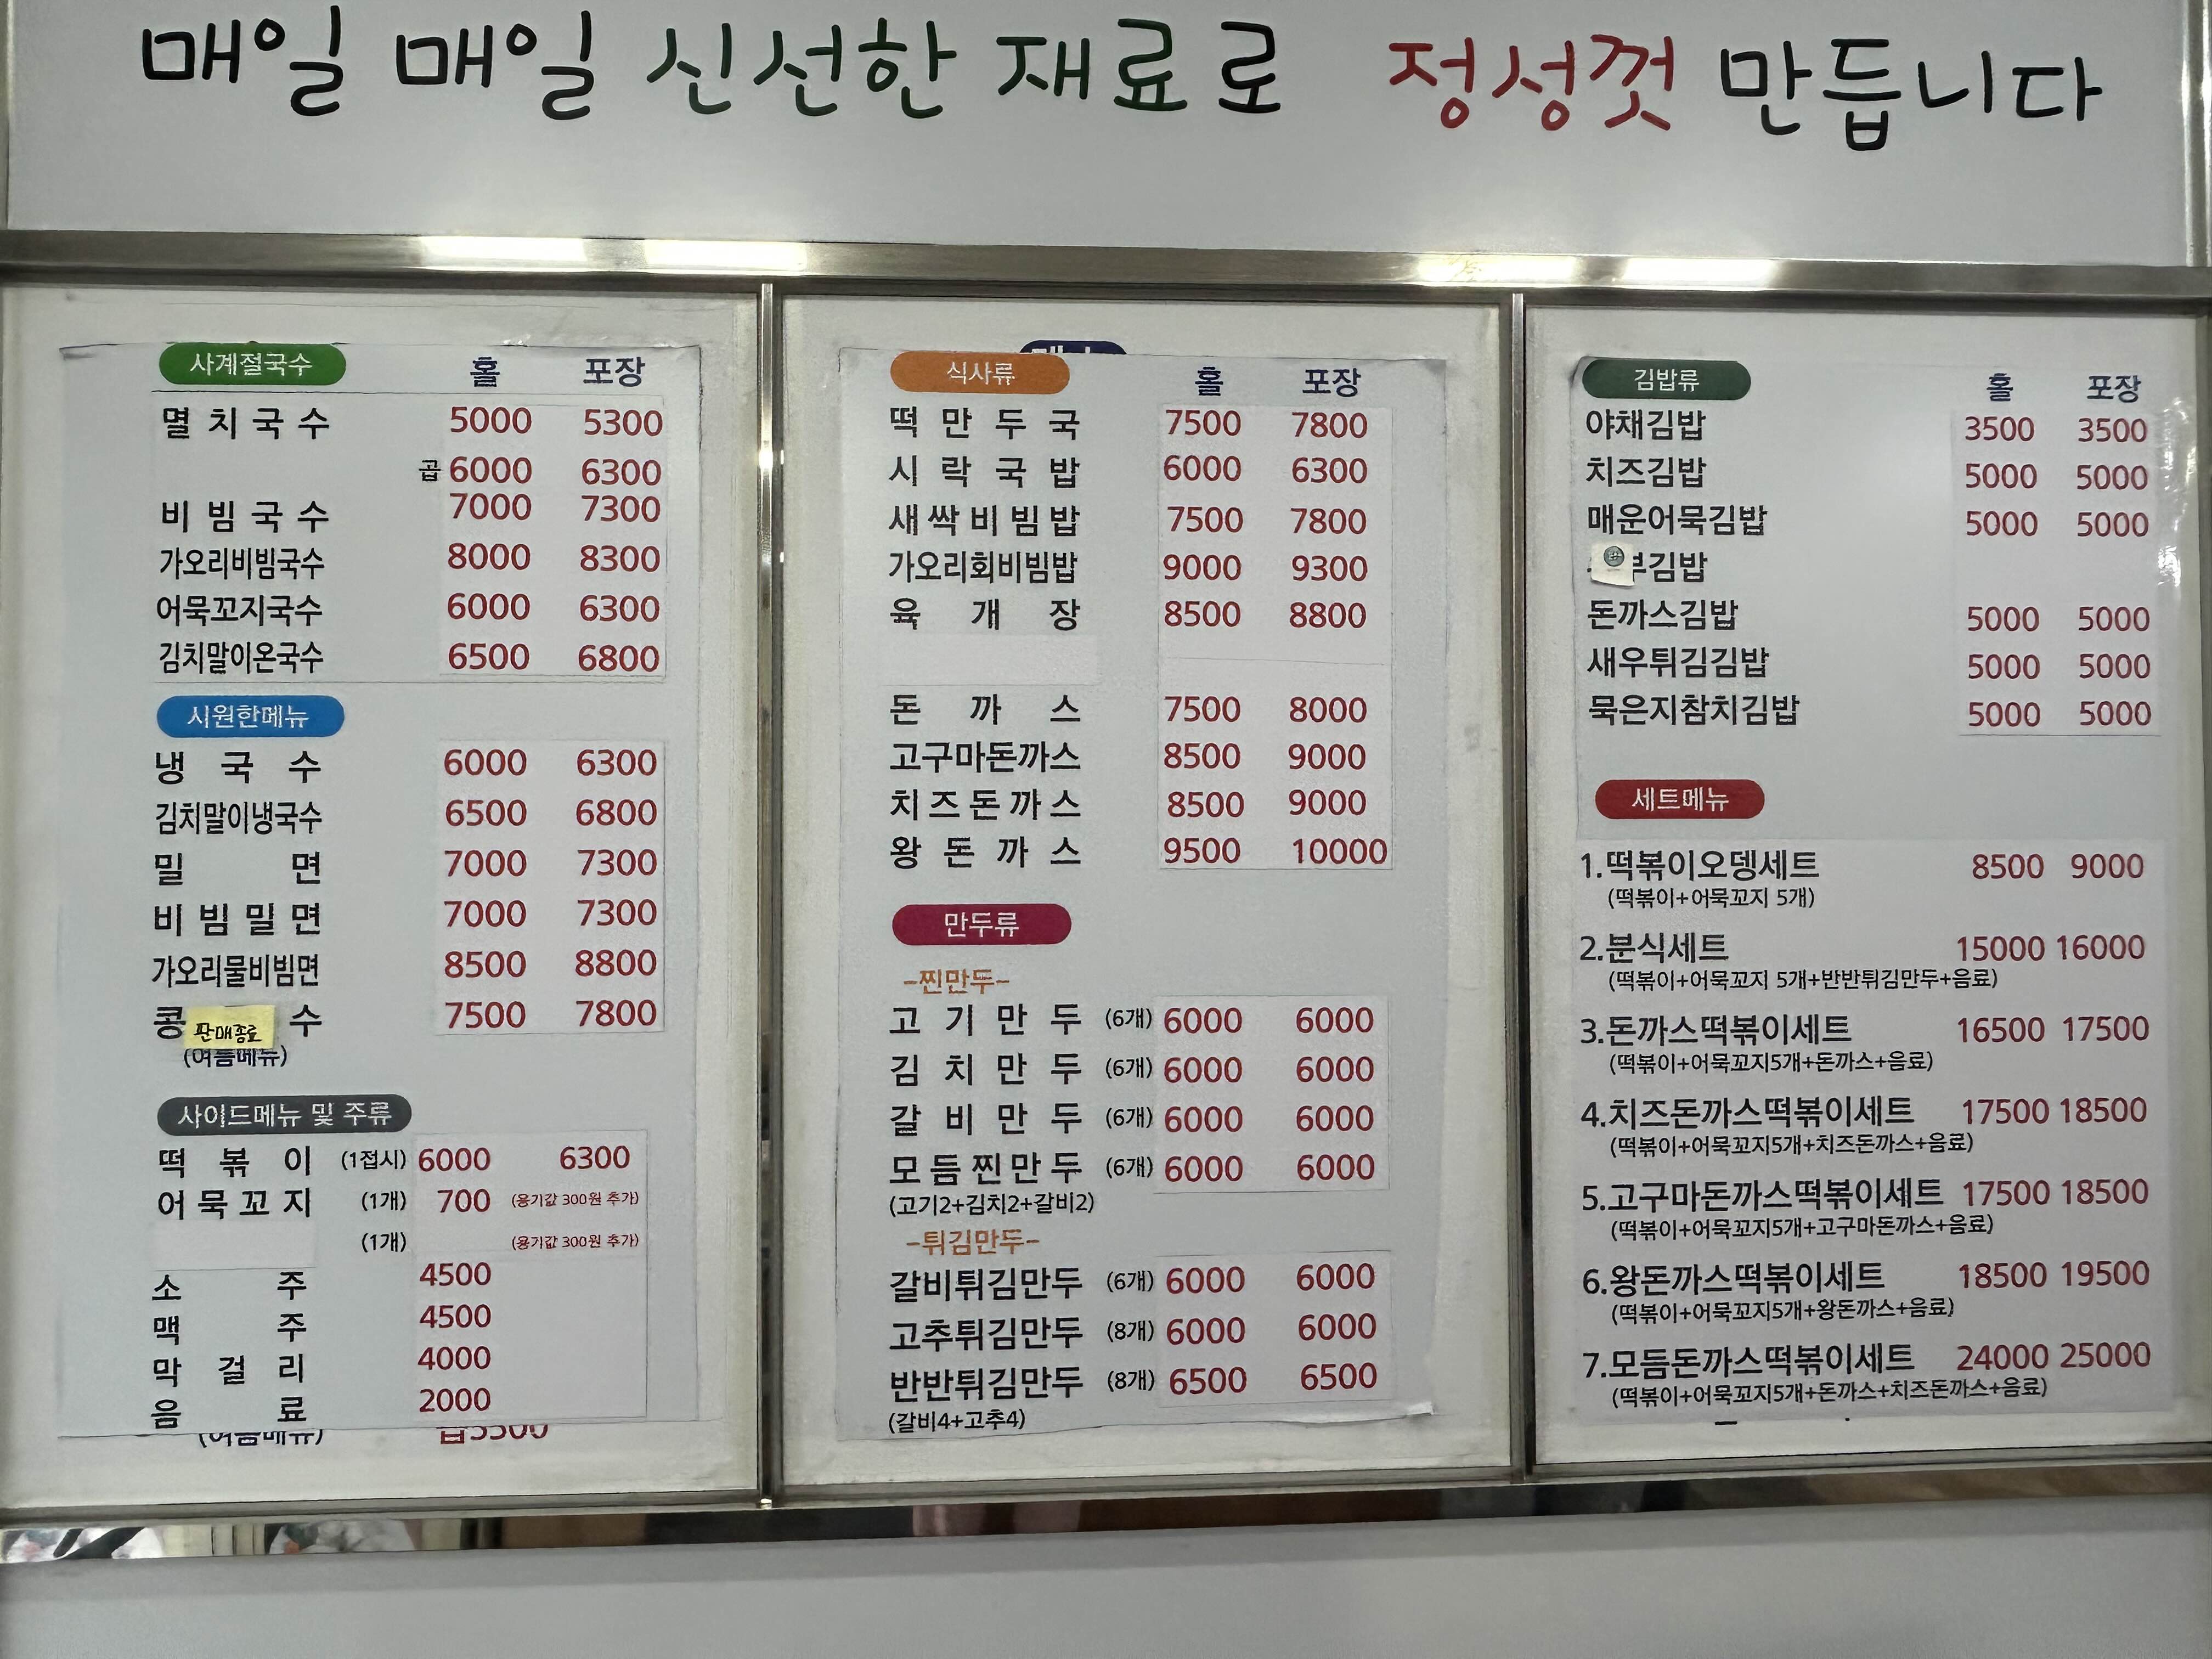 매일 매일 신선한 재료로 정성껏 만듭니다
사계절국수 홀 포장
멸치국수 5000 5300
곱 6000 6300
비빔국수 7000 7300
가오리비빔국수 8000 8300
어묵꼬지국수 6000 6300
김치말이온국수 6500 6800
시원한메뉴
냉국수 6000 6300
김치말이냉국수 6500 6800
밀면 7000 7300
비빔밀면 7000 7300
가오리물비빔면 8500 8800
콩 판매종료 수 7500 7800
(여름메뉴)
사이드메뉴 및 주류
떡볶이 (1접시) 6000 6300
어묵꼬지 (1개) 700 (용기값 300원 추가)
(1개) (용기값 300원 추가)
소주 4500
맥주 4500
막걸리 4000
음료 2000
(여름메뉴) 곱5500
식사류 홀 포장
떡만두국 7500 7800
시락국밥 6000 6300
새싹비빔밥 7500 7800
가오리회비빔밥 9000 9300
육개장 8500 8800
돈까스 7500 8000
고구마돈까스 8500 9000
치즈돈까스 8500 9000
왕돈까스 9500 10000
만두류
-찐만두-
고기만두 (6개) 6000 6000
김치만두 (6개) 6000 6000
갈비만두 (6개) 6000 6000
모듬찐만두 (6개) 6000 6000
(고기2+김치2+갈비2)
-튀김만두-
갈비튀김만두 (6개) 6000 6000
고추튀김만두 (8개) 6000 6000
반반튀김만두 (8개) 6500 6500
(갈비4+고추4)
김밥류 홀 포장
야채김밥 3500 3500
치즈김밥 5000 5000
매운어묵김밥 5000 5000
부김밥
돈까스김밥 5000 5000
새우튀김김밥 5000 5000
묵은지참치김밥 5000 5000
세트메뉴
1.떡볶이오뎅세트 8500 9000
(떡볶이+어묵꼬지 5개)
2.분식세트 15000 16000
(떡볶이+어묵꼬지 5개+반반튀김만두+음료)
3.돈까스떡볶이세트 16500 17500
(떡볶이+어묵꼬지5개+돈까스+음료)
4.치즈돈까스떡볶이세트 17500 18500
(떡볶이+어묵꼬지5개+치즈돈까스+음료)
5.고구마돈까스떡볶이세트 17500 18500
(떡볶이+어묵꼬지5개+고구마돈까스+음료)
6.왕돈까스떡볶이세트 18500 19500
(떡볶이+어묵꼬지5개+왕돈까스+음료)
7.모듬돈까스떡볶이세트 24000 25000
(떡볶이+어묵꼬지5개+돈까스+치즈돈까스+음료)